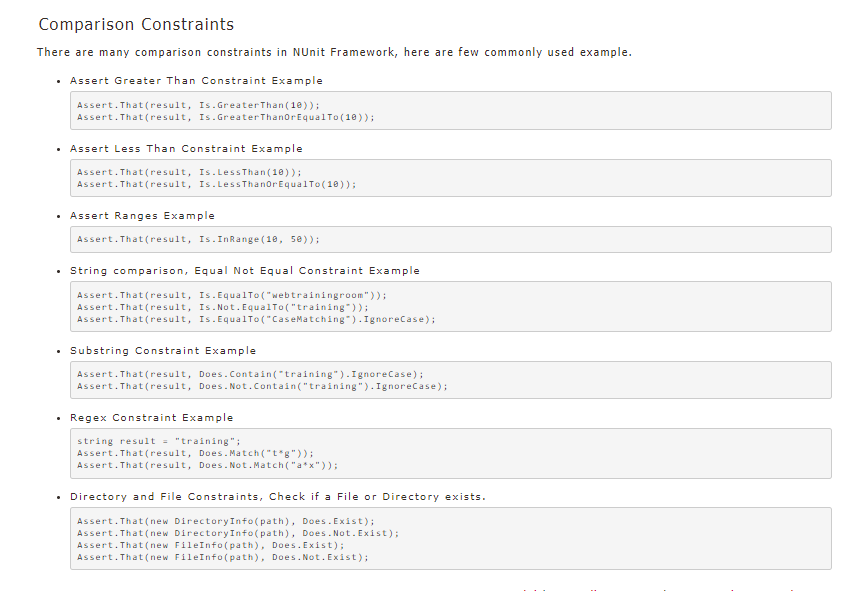 Comparison Constraints
There are many comparison constraints in NUnit Framework, here are few commonly used example.
• Assert Greater Than Constraint Example
Assert.That(result, Is.GreaterThan(10));
Assert.That(result, Is.GreaterThanOrEqualTo(10));
• Assert Less Than Constraint Example
Assert.That(result, Is.LessThan(10));
Assert.That(result, Is.LessThanOrEqualTo(10));
• Assert Ranges Example
Assert.That(result, Is.InRange(10, 50));
• String comparison, Equal Not Equal Constraint Example
Assert.That(result, Is.EqualTo("webtrainingroom"));
Assert.That(result, Is.Not.EqualTo("training"));
Assert.That(result, Is.EqualTo("CaseMatching").IgnoreCase);
• Substring Constraint Example
Assert.That(result, Does.Contain("training").IgnoreCase);
Assert.That(result, Does.Not.Contain("training").IgnoreCase);
• Regex Constraint Example
string result = "training";
Assert.That(result, Does.Match("t*g"));
Assert.That(result, Does.Not.Match("a*x"));
• Directory and File Constraints, Check if a File or Directory exists.
Assert.That(new DirectoryInfo(path), Does.Exist);
Assert.That(new DirectoryInfo(path), Does.Not.Exist);
Assert.That(new FileInfo(path), Does.Exist);
Assert.That(new FileInfo(path), Does.Not.Exist);